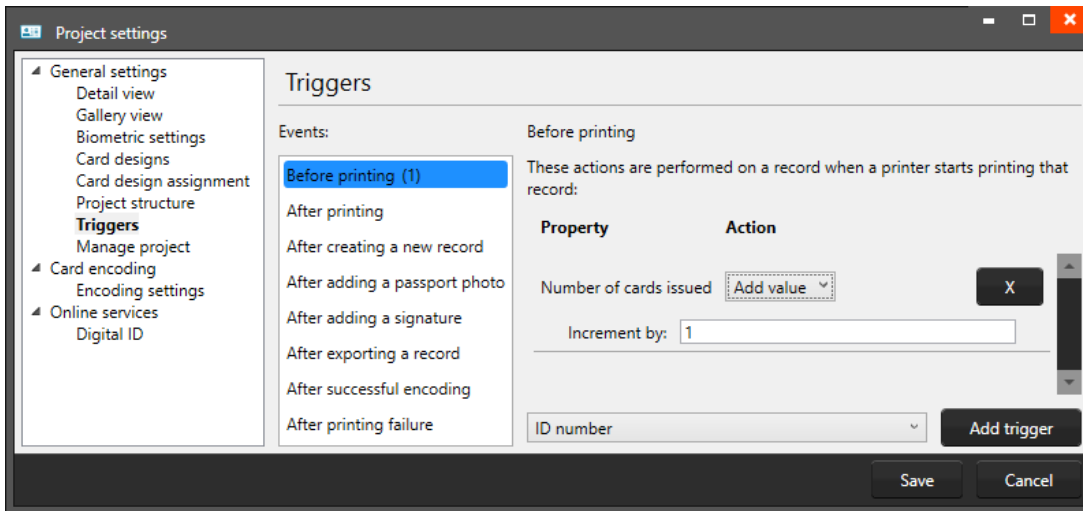 Project settings
General settings
Detail view
Gallery view
Biometric settings
Card designs
Card design assignment
Project structure
Triggers
Manage project
Card encoding
Encoding settings
Online services
Digital ID
Triggers
Events:
Before printing (1)
After printing
After creating a new record
After adding a passport photo
After adding a signature
After exporting a record
After successful encoding
After printing failure
Before printing
These actions are performed on a record when a printer starts printing that
record:
Property Action
Number of cards issued Add value X
Increment by: 1
ID number Add trigger
Save Cancel